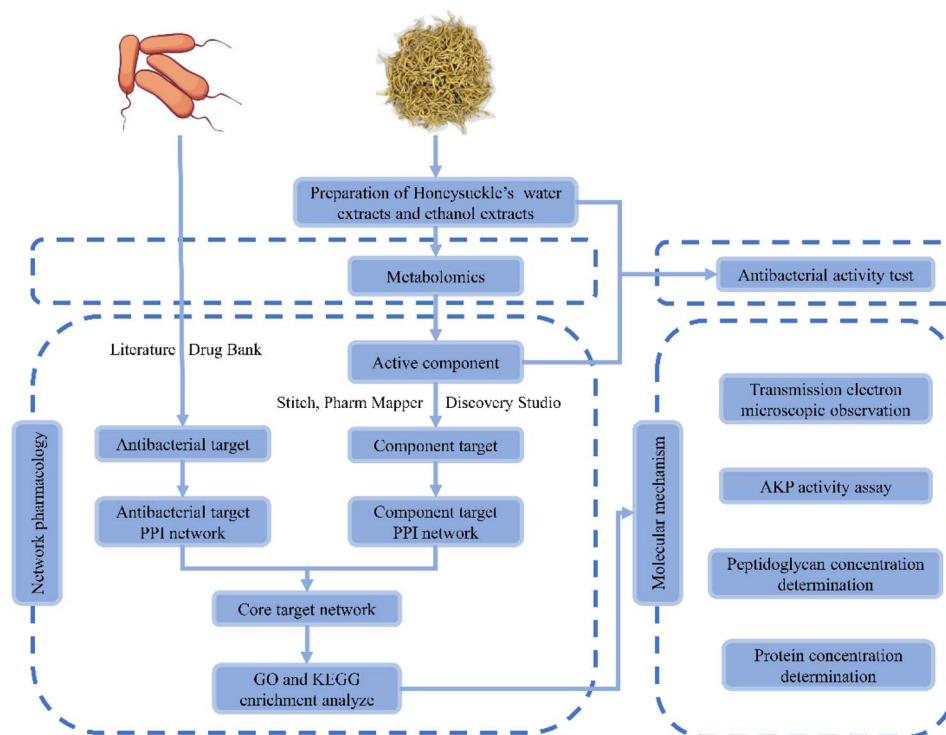 Preparation of Honeysuckle's water
extracts and ethanol extracts
Metabolomics
Antibacterial activity test
Literature Drug Bank
Active component
Stitch, Pharm Mapper Discovery Studio
Network pharmacology
Antibacterial target
Component target
Antibacterial target
PPI network
Component target
PPI network
Core target network
GO and KEGG
enrichment analyze
Molecular mechanism
Transmission electron
microscopic observation
AKP activity assay
Peptidoglycan concentration
determination
Protein concentration
determination